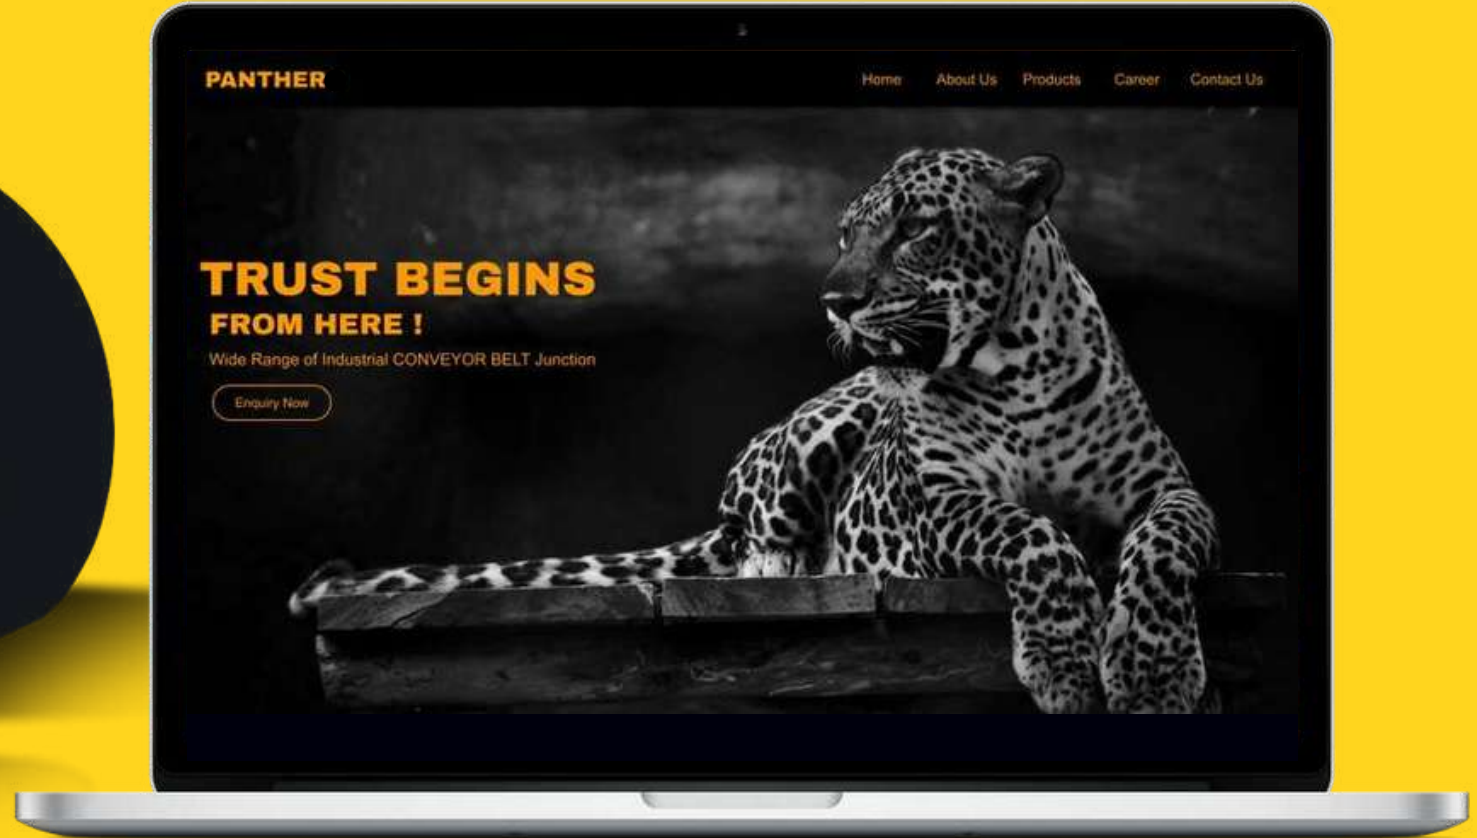 PANTHER
Home About Us Products Career Contact Us
TRUST BEGINS
FROM HERE !
Wide Range of Industrial CONVEYOR BELT Junction
Enquiry Now